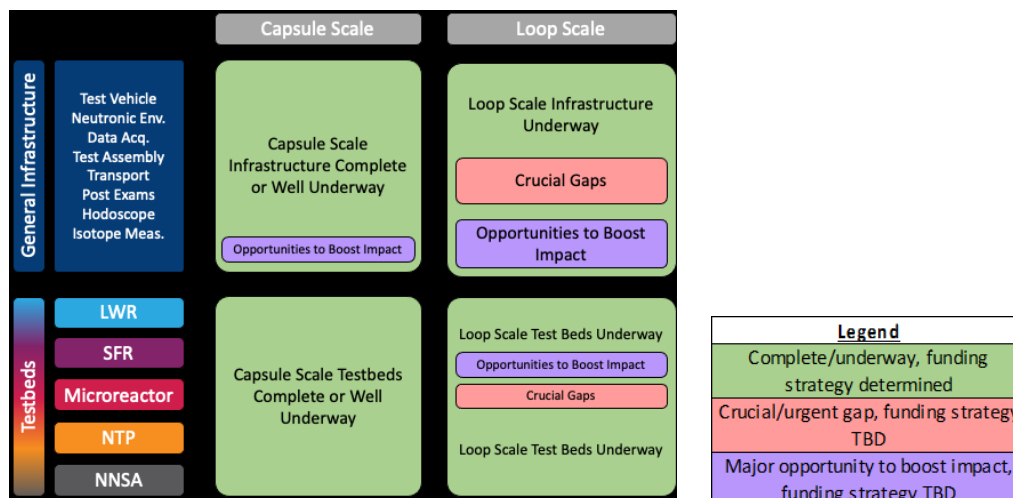 Capsule Scale
Loop Scale
General Infrastructure
Test Vehicle
Neutronic Env.
Data Acq.
Test Assembly
Transport
Post Exams
Hodoscope
Isotope Meas.
Capsule Scale
Infrastructure Complete
or Well Underway
Opportunities to Boost Impact
Loop Scale Infrastructure
Underway
Crucial Gaps
Opportunities to Boost
Impact
Testbeds
LWR
SFR
Microreactor
NTP
NNSA
Capsule Scale Testbeds
Complete or Well
Underway
Loop Scale Test Beds Underway
Opportunities to Boost Impact
Crucial Gaps
Loop Scale Test Beds Underway
Legend
Complete/underway, funding
strategy determined
Crucial/urgent gap, funding strategy
TBD
Major opportunity to boost impact,
funding strategy TBD